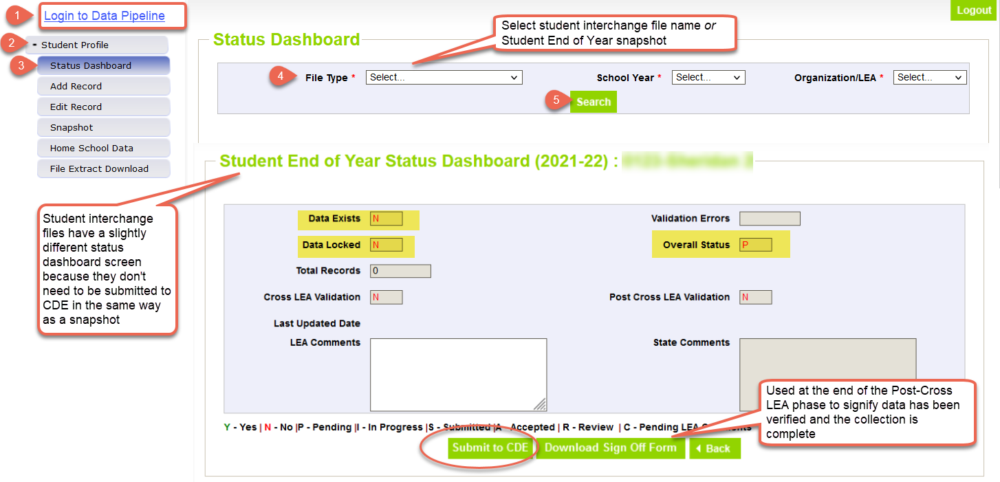 1
Login to Data Pipeline
Logout
2
- Student Profile
3
Status Dashboard
Add Record
Edit Record
Snapshot
Home School Data
File Extract Download
Status Dashboard
Select student interchange file name or
Student End of Year snapshot
4
File Type * Select... School Year * Select... Organization/LEA * Select...
5 Search
Student End of Year Status Dashboard (2021-22) :
Student interchange
files have a slightly
different status
dashboard screen
because they don't
need to be submitted to
CDE in the same way
as a snapshot
Data Exists N Validation Errors
Data Locked N Overall Status P
Total Records 0
Cross LEA Validation N Post Cross LEA Validation N
Last Updated Date
LEA Comments State Comments
Used at the end of the Post-Cross
LEA phase to signify data has been
verified and the collection is
complete
Y - Yes | N - No |P - Pending |I - In Progress |S - Submitted |A - Accepted | R - Review | C - Pending LEA Comments
Submit to CDE Download Sign Off Form Back